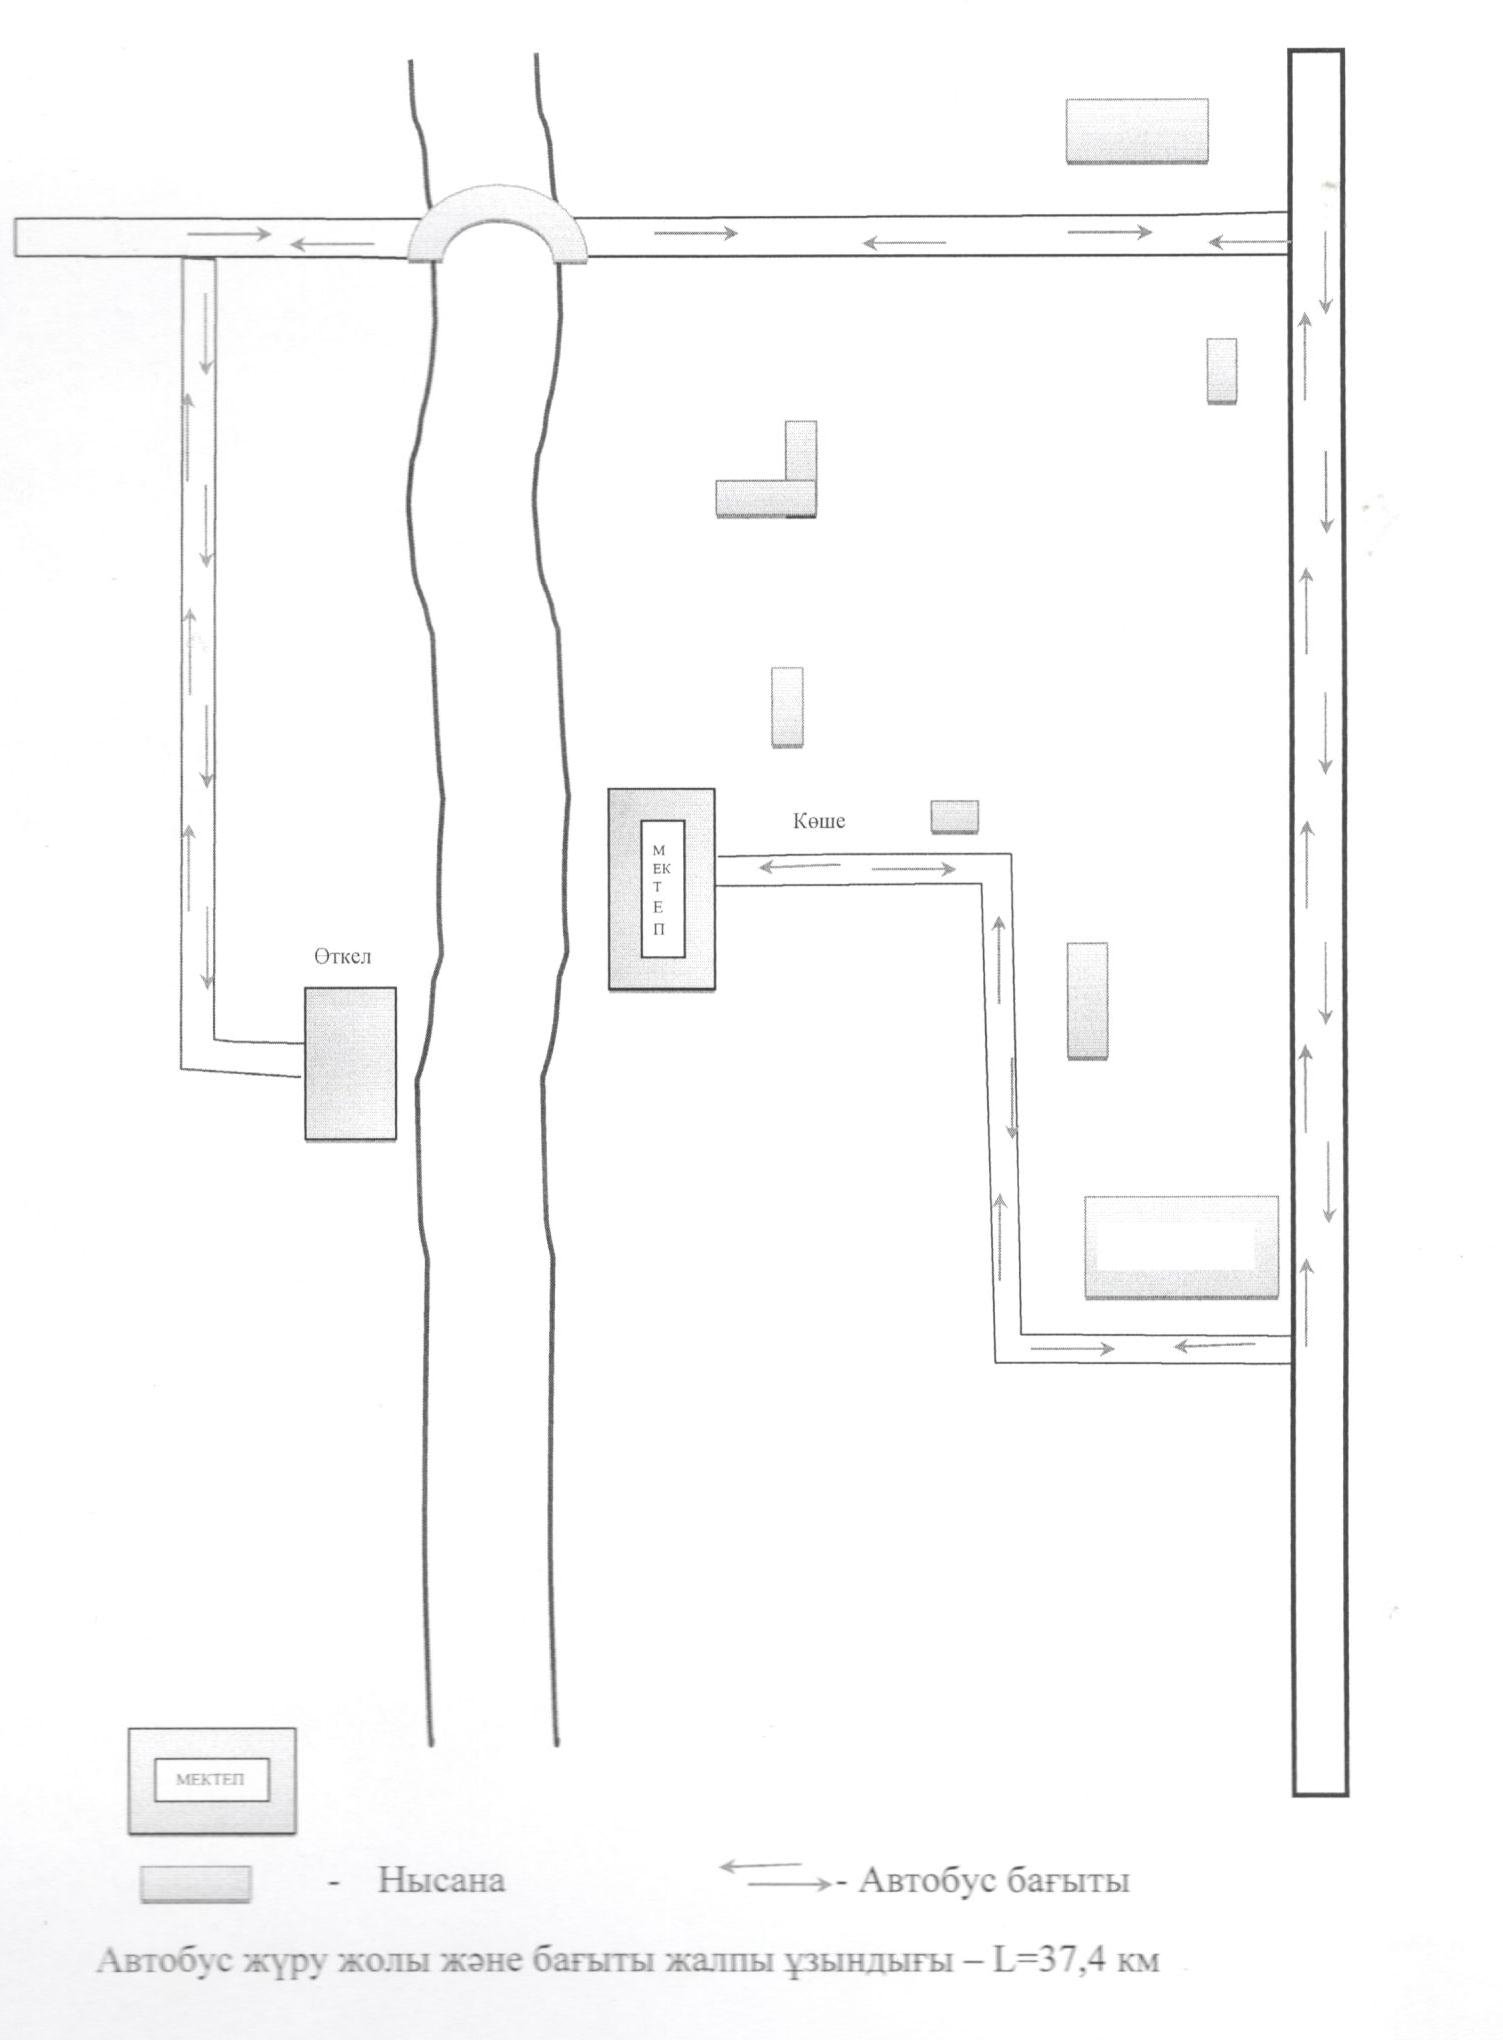 Көше
М
ЕК
Т
Е
П
Өткел
МЕКТЕП
- Нысана
- Автобус бағыты
Автобус жүру жолы және бағыты жалпы ұзындығы – L=37,4 км